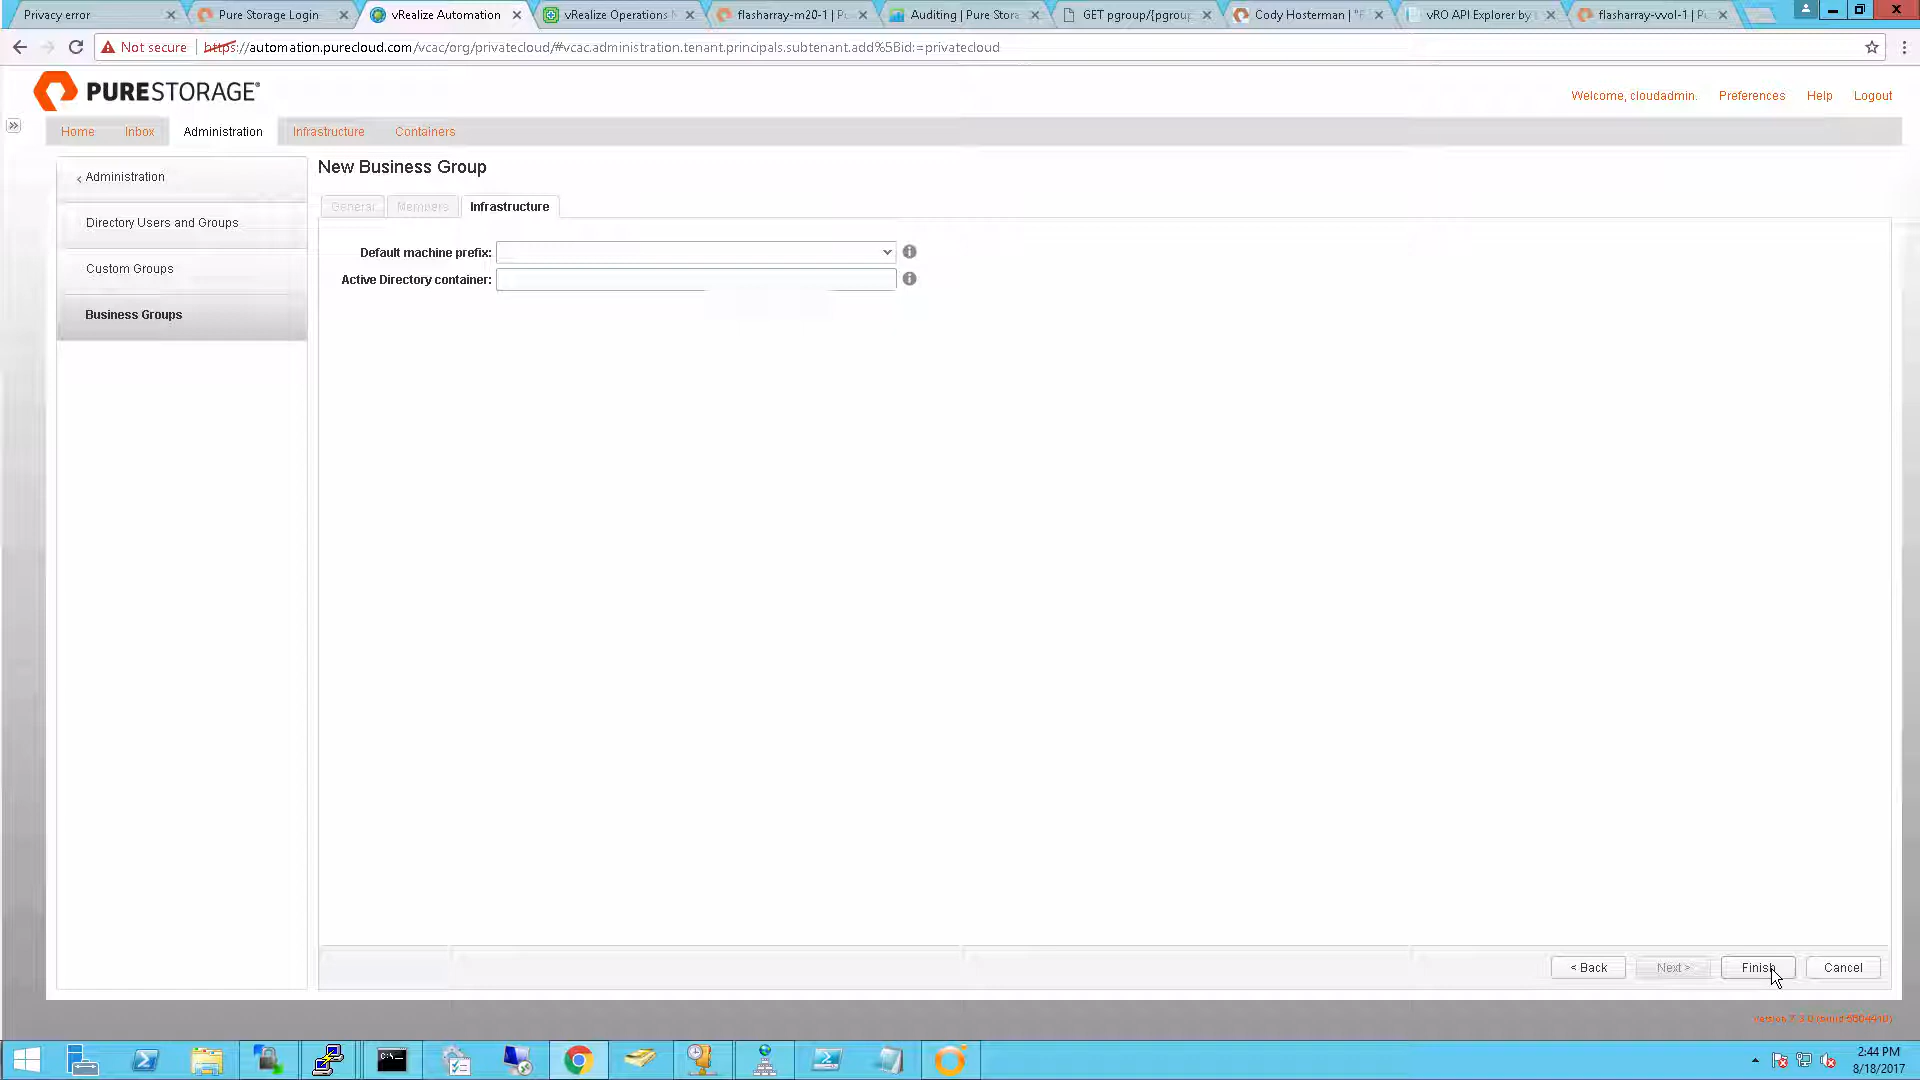 Privacy error
Pure Storage Login
vRealize Automation
vRealize Operations
flasharray-m20-1 | P
Auditing | Pure Stora
GET pgroup/{pgroup
Cody Hosterman | "F
vRO API Explorer by
flasharray-vvol-1 | P
Not secure
https://automation.purecloud.com/vcac/org/privatecloud/#vcac.administration.tenant.principals.subtenant.add%5Bid:=privatecloud
PURESTORAGE®
Welcome, cloudadmin.
Preferences
Help
Logout
Home
Inbox
Administration
Infrastructure
Containers
Administration
Directory Users and Groups
Custom Groups
Business Groups
New Business Group
General
Members
Infrastructure
Default machine prefix:
Active Directory container:
< Back
Next >
Finish
Cancel
C:\.
2:44 PM
8/18/2017